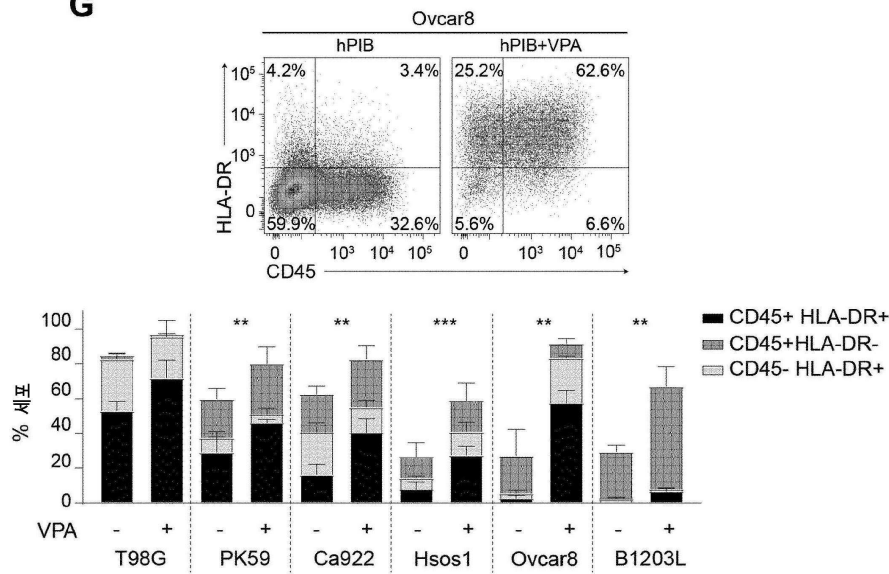 G
Ovcar8
hPIB
hPIB+VPA
4.2%
3.4%
25.2%
62.6%
10⁵
10⁴
10³
0
HLA-DR
59.9%
32.6%
5.6%
6.6%
0 10³ 10⁴ 10⁵
0 10³ 10⁴ 10⁵
CD45
100
80
60
40
20
0
% 세포
** ** *** ** **
CD45+ HLA-DR+
CD45+HLA-DR-
CD45- HLA-DR+
VPA - + - + - + - + - + - +
T98G PK59 Ca922 Hsos1 Ovcar8 B1203L